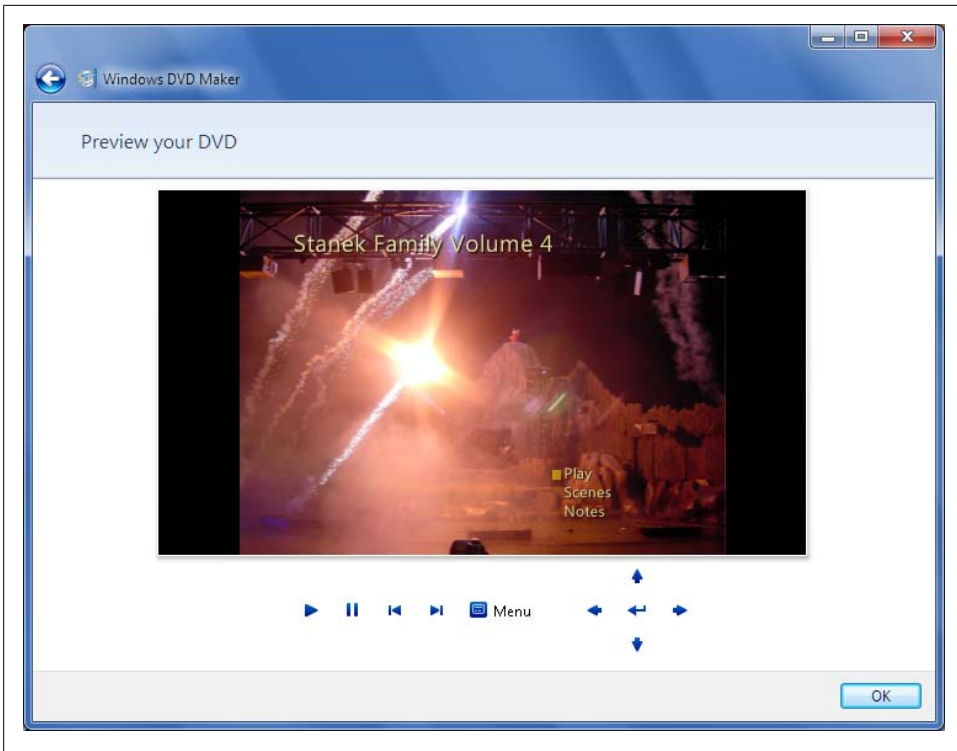 Windows DVD Maker
Preview your DVD
Stanek Family Volume 4
Play
Scenes
Notes
Menu
OK